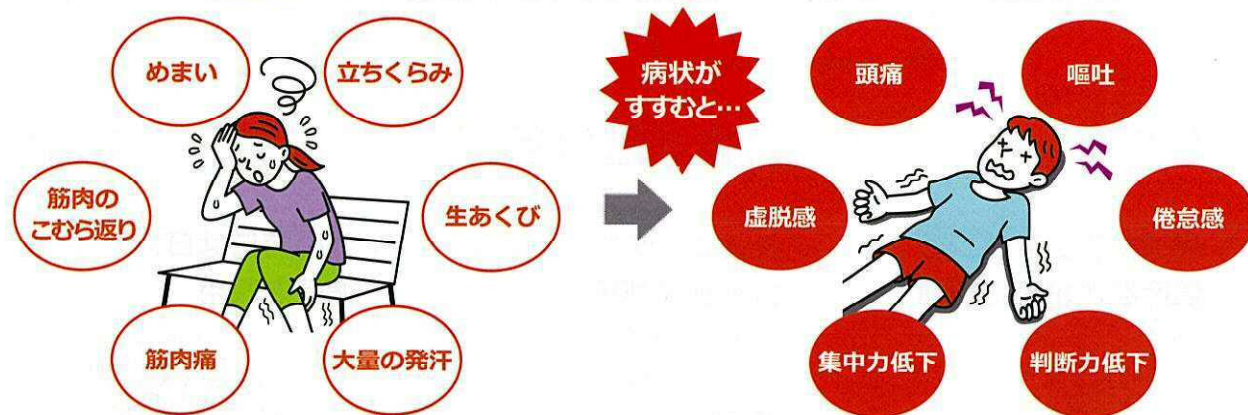 めまい
立ちくらみ
筋肉の
こむら返り
生あくび
筋肉痛
大量の発汗
病状が
すすむと…
頭痛
嘔吐
虚脱感
倦怠感
集中力低下
判断力低下